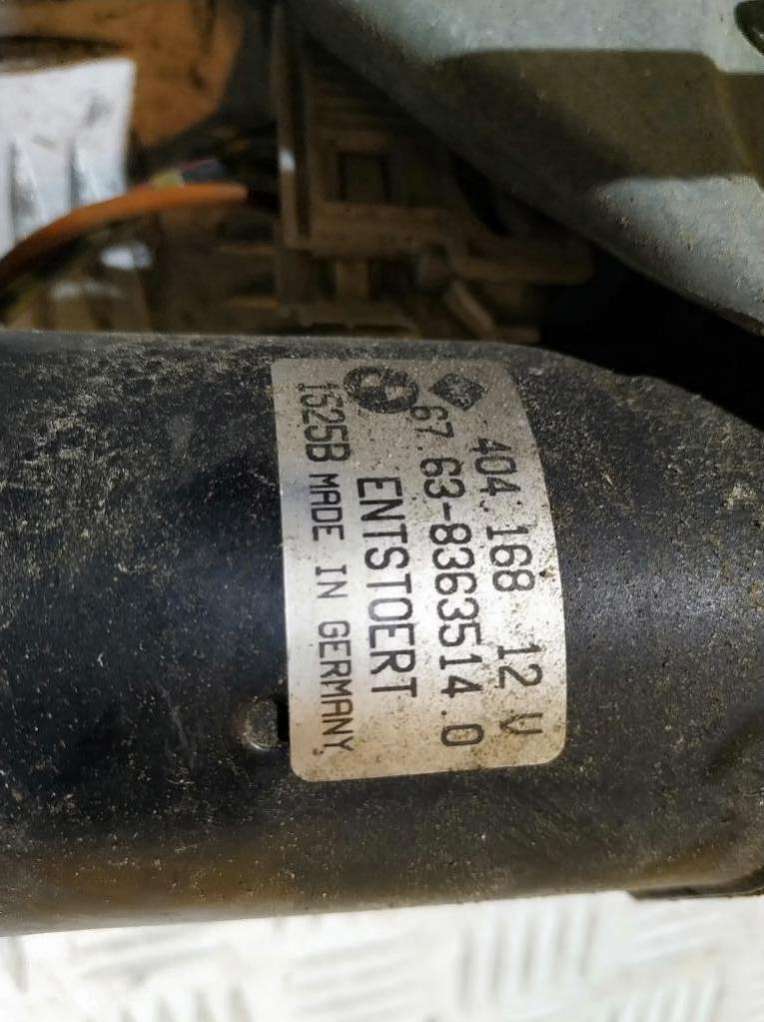 404.168 12 V
67.63-8363514.0
ENTSTOERT
1525B MADE IN GERMANY